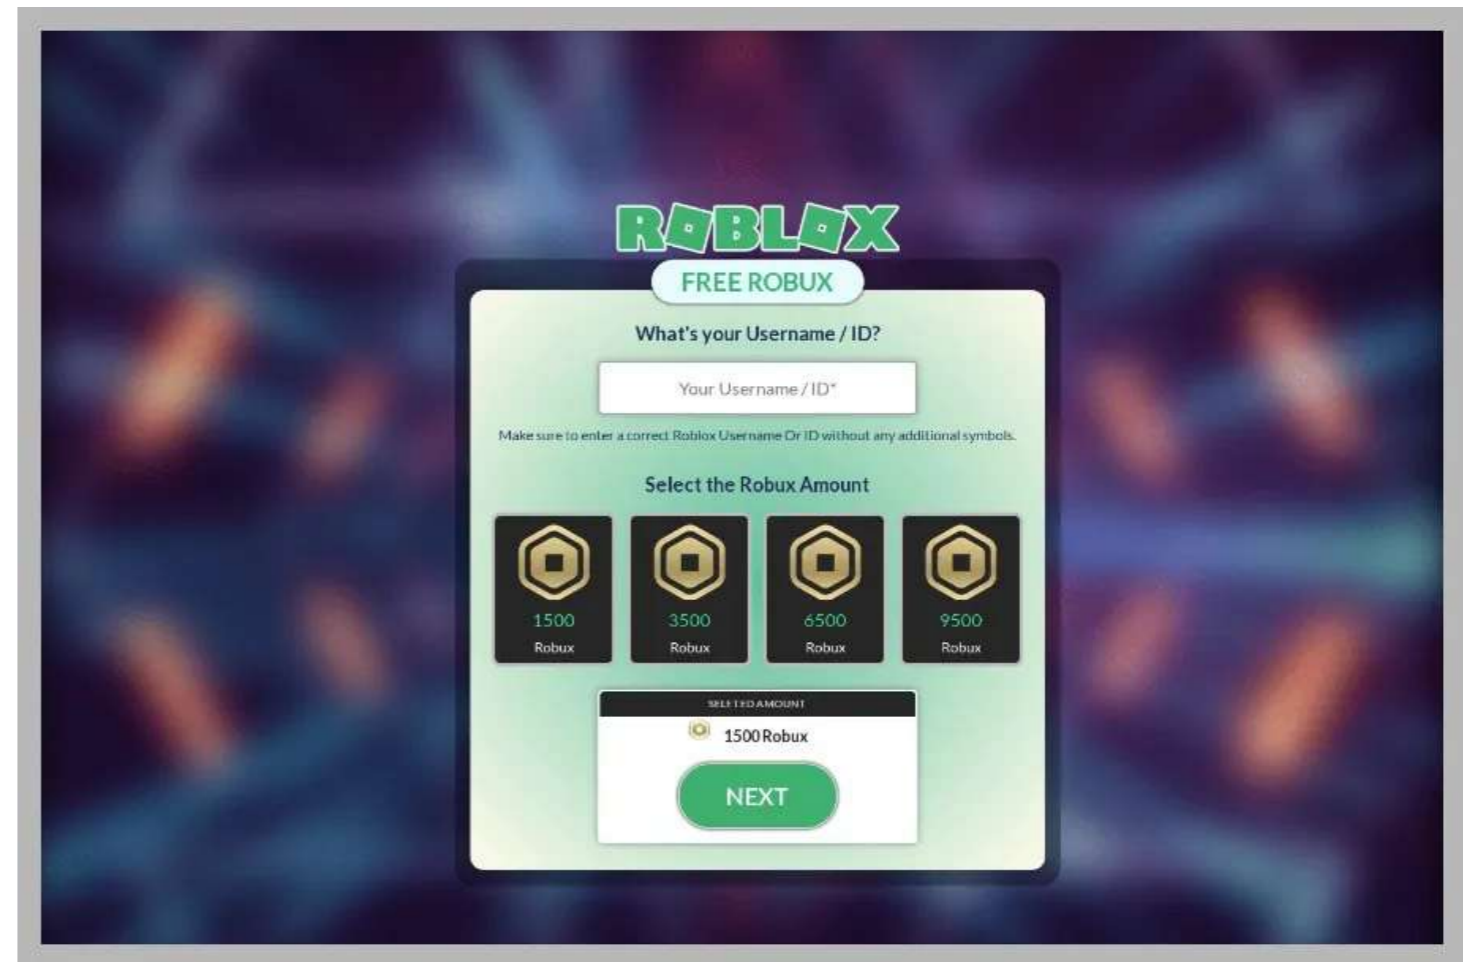 ROBLOX
FREE ROBUX
What's your Username / ID?
Your Username / ID*
Make sure to enter a correct Roblox Username Or ID without any additional symbols.
Select the Robux Amount
1500 3500 6500 9500
Robux Robux Robux Robux
AMOUNT
1500 Robux
NEXT